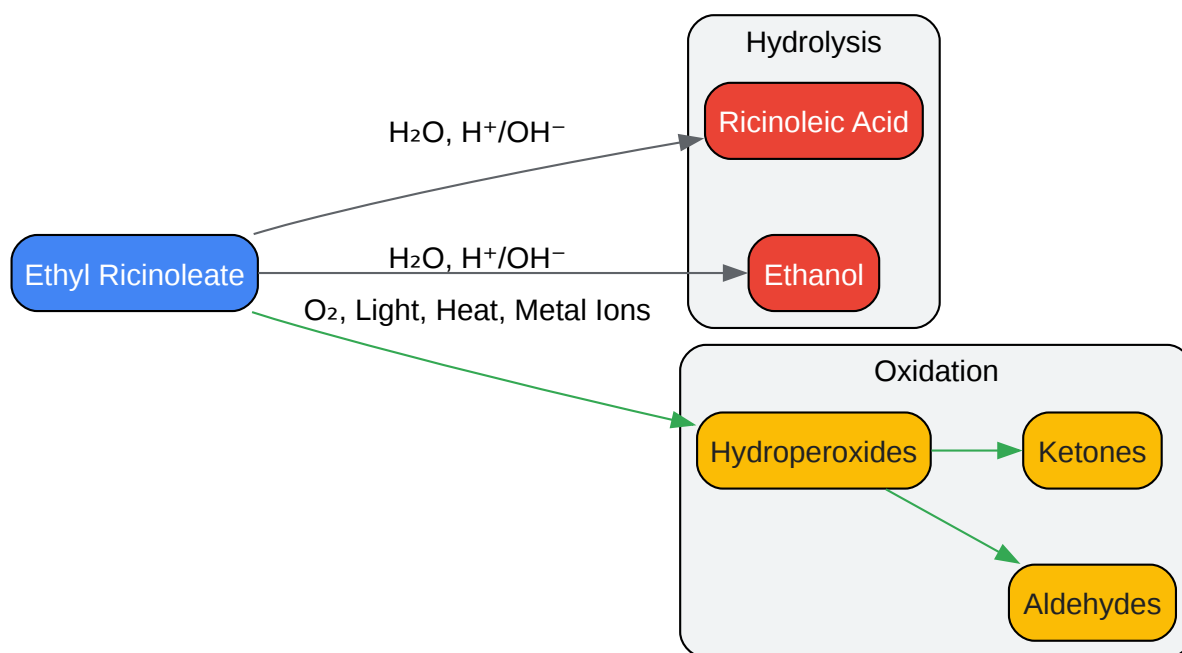 Hydrolysis
Ricinoleic Acid
H₂O, H⁺/OH⁻
Ethyl Ricinoleate
H₂O, H⁺/OH⁻
Ethanol
O₂, Light, Heat, Metal Ions
Oxidation
Hydroperoxides
Ketones
Aldehydes